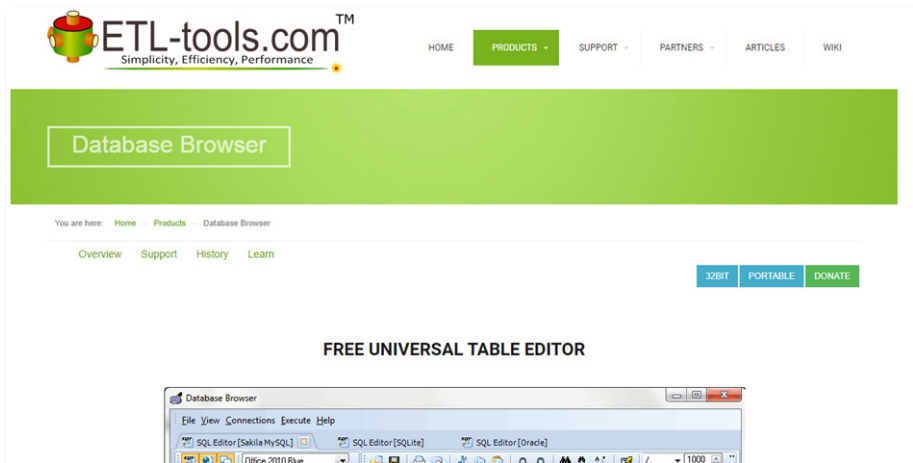 ETL-tools.com™
Simplicity, Efficiency, Performance
HOME PRODUCTS SUPPORT PARTNERS ARTICLES WIKI
Database Browser
You are here: Home Products Database Browser
Overview Support History Learn
32BIT PORTABLE DONATE
FREE UNIVERSAL TABLE EDITOR
Database Browser
File View Connections Execute Help
SQL Editor[Sakila MySQL] SQL Editor[SQLite] SQL Editor[Oracle]
Office 2010 Blue / 1000